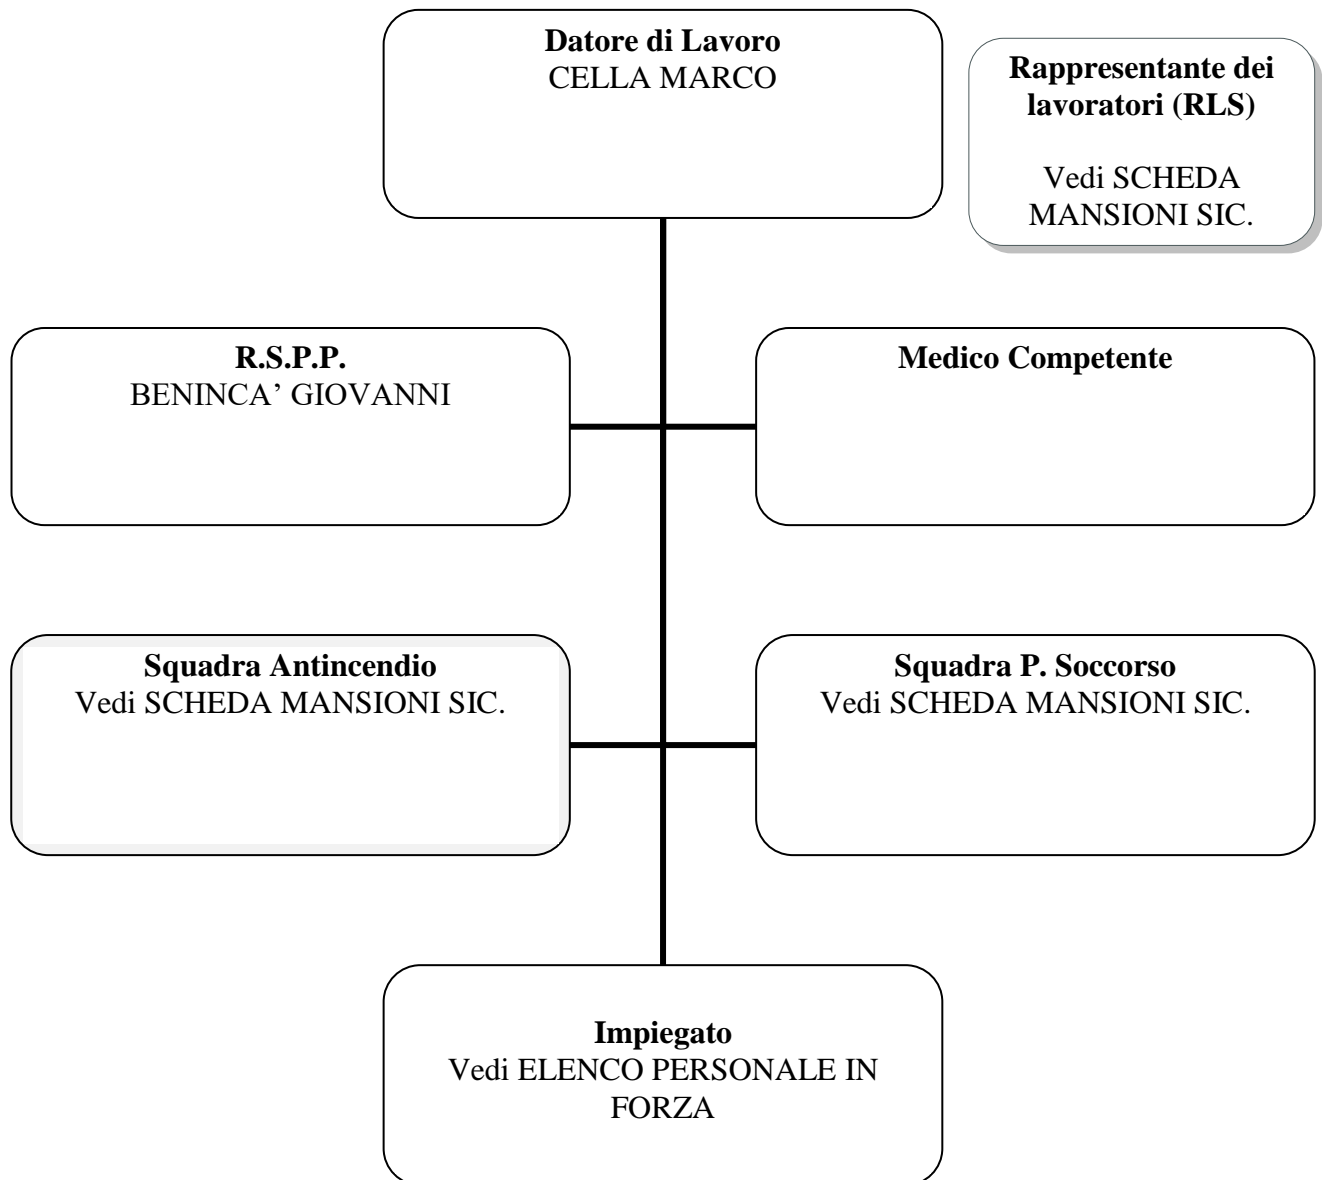 Datore di Lavoro
CELLA MARCO
Rappresentante dei
lavoratori (RLS)
Vedi SCHEDA
MANSIONI SIC.
R.S.P.P.
BENINCA’ GIOVANNI
Medico Competente
Squadra Antincendio
Vedi SCHEDA MANSIONI SIC.
Squadra P. Soccorso
Vedi SCHEDA MANSIONI SIC.
Impiegato
Vedi ELENCO PERSONALE IN
FORZA